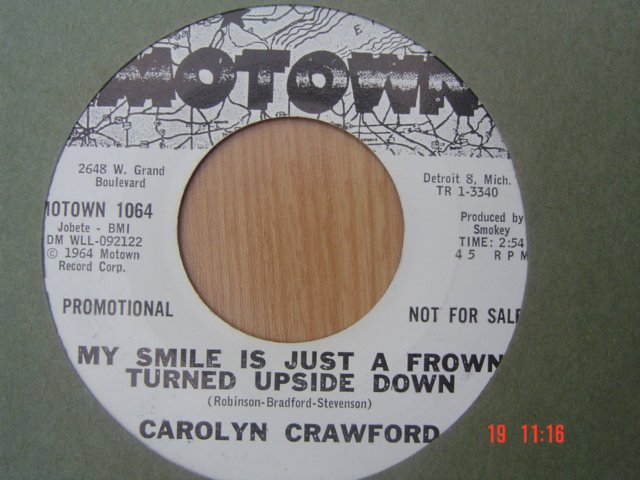 MOTOWN
E
2648 W. Grand
Boulevard
Detroit 8, Mich.
TR 1-3340
MOTOWN 1064
Jobete - BMI
DM WLL-092122
© 1964 Motown
Record Corp.
Produced by
Smokey
TIME: 2:54
45 RPM
PROMOTIONAL
NOT FOR SALE
MY SMILE IS JUST A FROWN
TURNED UPSIDE DOWN
(Robinson-Bradford-Stevenson)
CAROLYN CRAWFORD
19 11:16